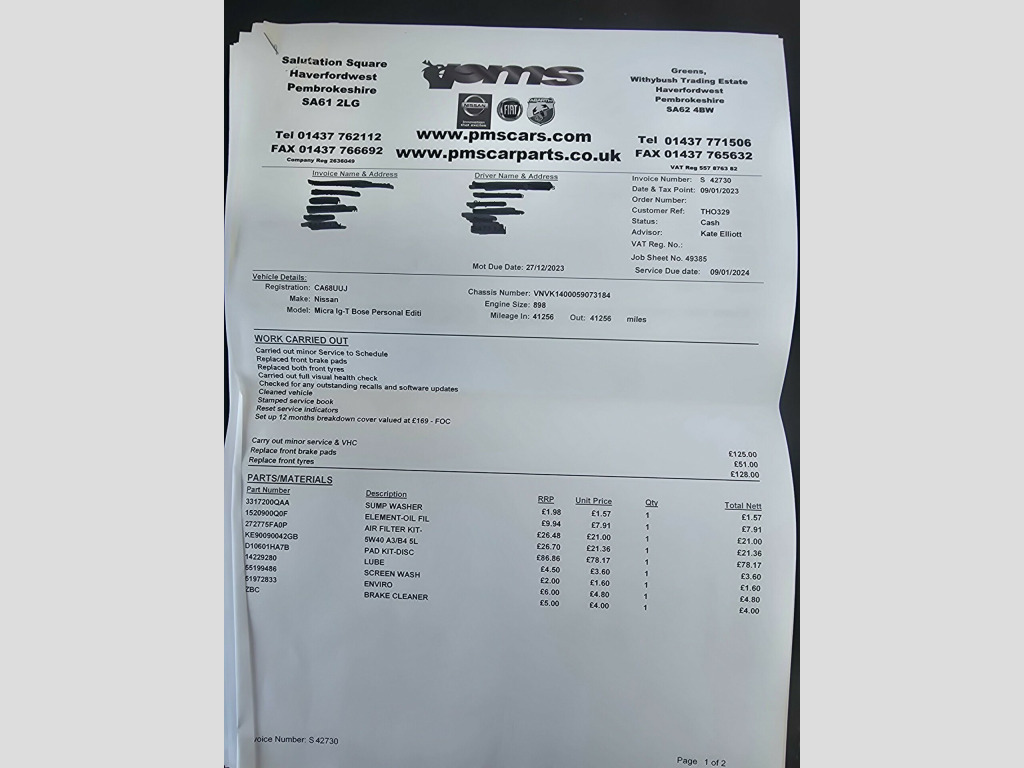 Salutation Square
Haverfordwest
Pembrokeshire
SA61 2LG
Tel 01437 762112
FAX 01437 766692
Company Reg 2636049
pms
NISSAN
FIAT
ABARTH
www.pmscars.com
www.pmscarparts.co.uk
Greens,
Withybush Trading Estate
Haverfordwest
Pembrokeshire
SA62 4BW
Tel 01437 771506
FAX 01437 765632
VAT Reg 557 8763 82
Invoice Name & Address
Driver Name & Address
Invoice Number: S 42730
Date & Tax Point: 09/01/2023
Order Number:
Customer Ref: THO329
Status: Cash
Advisor: Kate Elliott
VAT Reg. No.:
Job Sheet No. 49385
Mot Due Date: 27/12/2023
Service Due date: 09/01/2024
Vehicle Details:
Registration: CA68UUJ
Chassis Number: VNVK1400059073184
Make: Nissan
Engine Size: 898
Model: Micra Ig-T Bose Personal Editi
Mileage In: 41256 Out: 41256 miles
WORK CARRIED OUT
Carried out minor Service to Schedule
Replaced front brake pads
Replaced both front tyres
Carried out full visual health check
Checked for any outstanding recalls and software updates
Cleaned vehicle
Stamped service book
Reset service indicators
Set up 12 months breakdown cover valued at £169 - FOC
Carry out minor service & VHC £125.00
Replace front brake pads £51.00
Replace front tyres £128.00
PARTS/MATERIALS
Part Number Description RRP Unit Price Qty Total Nett
3317200QAA SUMP WASHER £1.98 £1.57 1 £1.57
1520900Q0F ELEMENT-OIL FIL £9.94 £7.91 1 £7.91
272775FA0P AIR FILTER KIT- £26.48 £21.00 1 £21.00
KE90090042GB 5W40 A3/B4 5L £26.70 £21.36 1 £21.36
D10601HA7B PAD KIT-DISC £86.86 £78.17 1 £78.17
14229280 LUBE £4.50 £3.60 1 £3.60
55199486 SCREEN WASH £2.00 £1.60 1 £1.60
51972833 ENVIRO £6.00 £4.80 1 £4.80
ZBC BRAKE CLEANER £5.00 £4.00 1 £4.00
voice Number: S 42730
Page 1 of 2